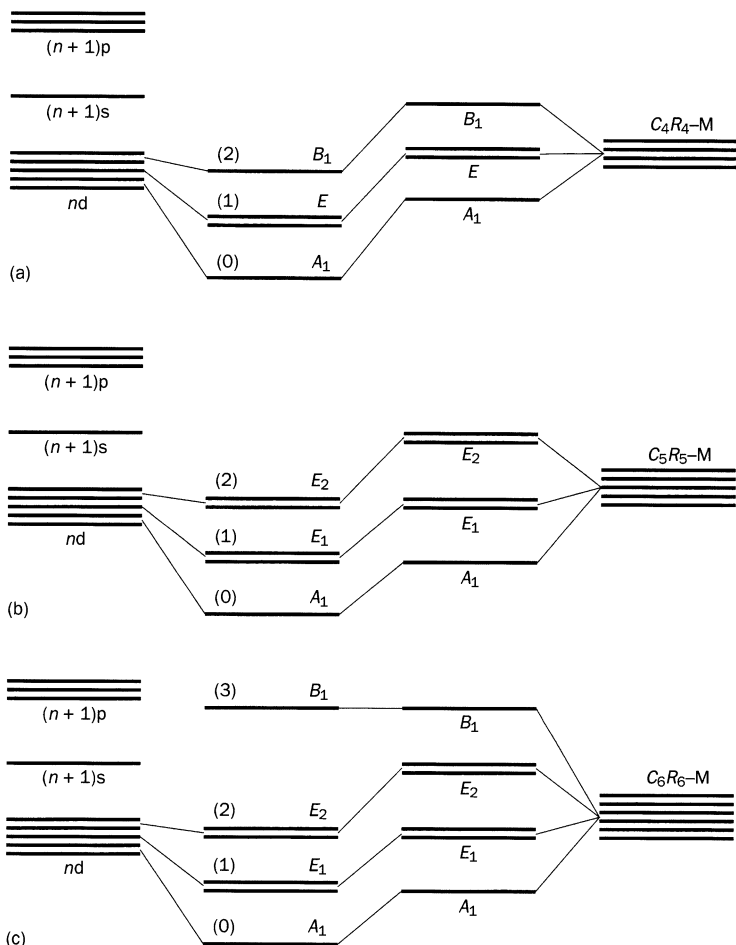 (n + 1)p
(n + 1)s
C4R4–M
B1
(2) B1
E
(1) E
nd
A1
(0) A1
(a)
(n + 1)p
(n + 1)s
C5R5–M
E2
(2) E2
E1
(1) E1
nd
A1
(0) A1
(b)
(3) B1
(n + 1)p
B1
(n + 1)s
C6R6–M
E2
(2) E2
E1
(1) E1
nd
A1
(0) A1
(c)